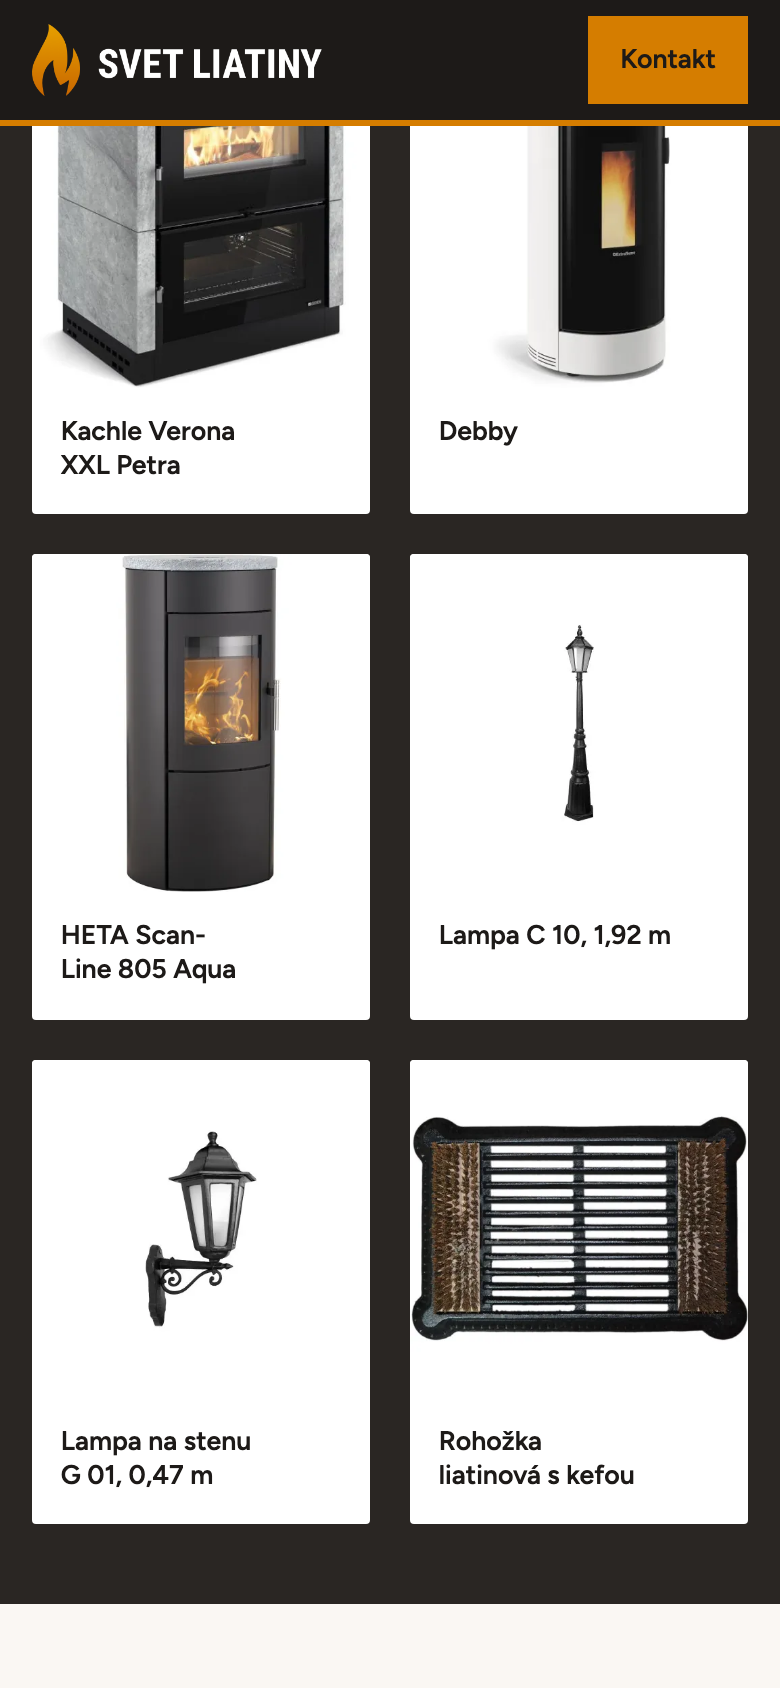 SVET LIATINY
Kontakt
Kachle Verona
XXL Petra
Debby
HETA Scan-
Line 805 Aqua
Lampa C 10, 1,92 m
Lampa na stenu
G 01, 0,47 m
Rohožka
liatinová s kefou